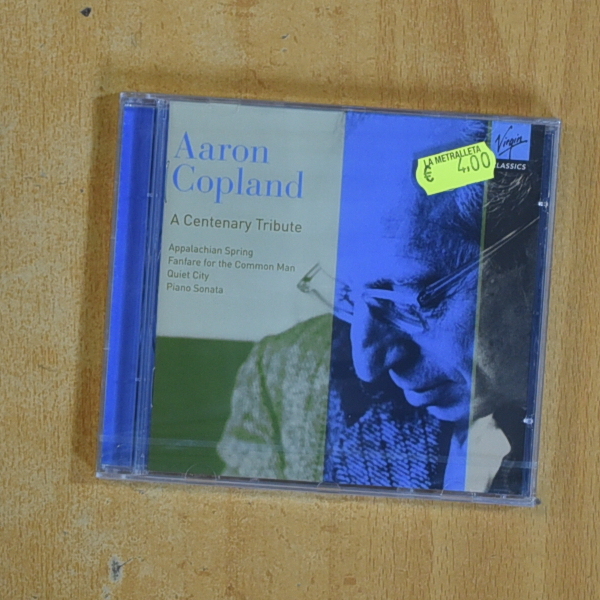 Aaron
Copland
A Centenary Tribute
Appalachian Spring
Fanfare for the Common Man
Quiet City
Piano Sonata
LA METRALLETA
€ 4,00
Virgin
CLASSICS